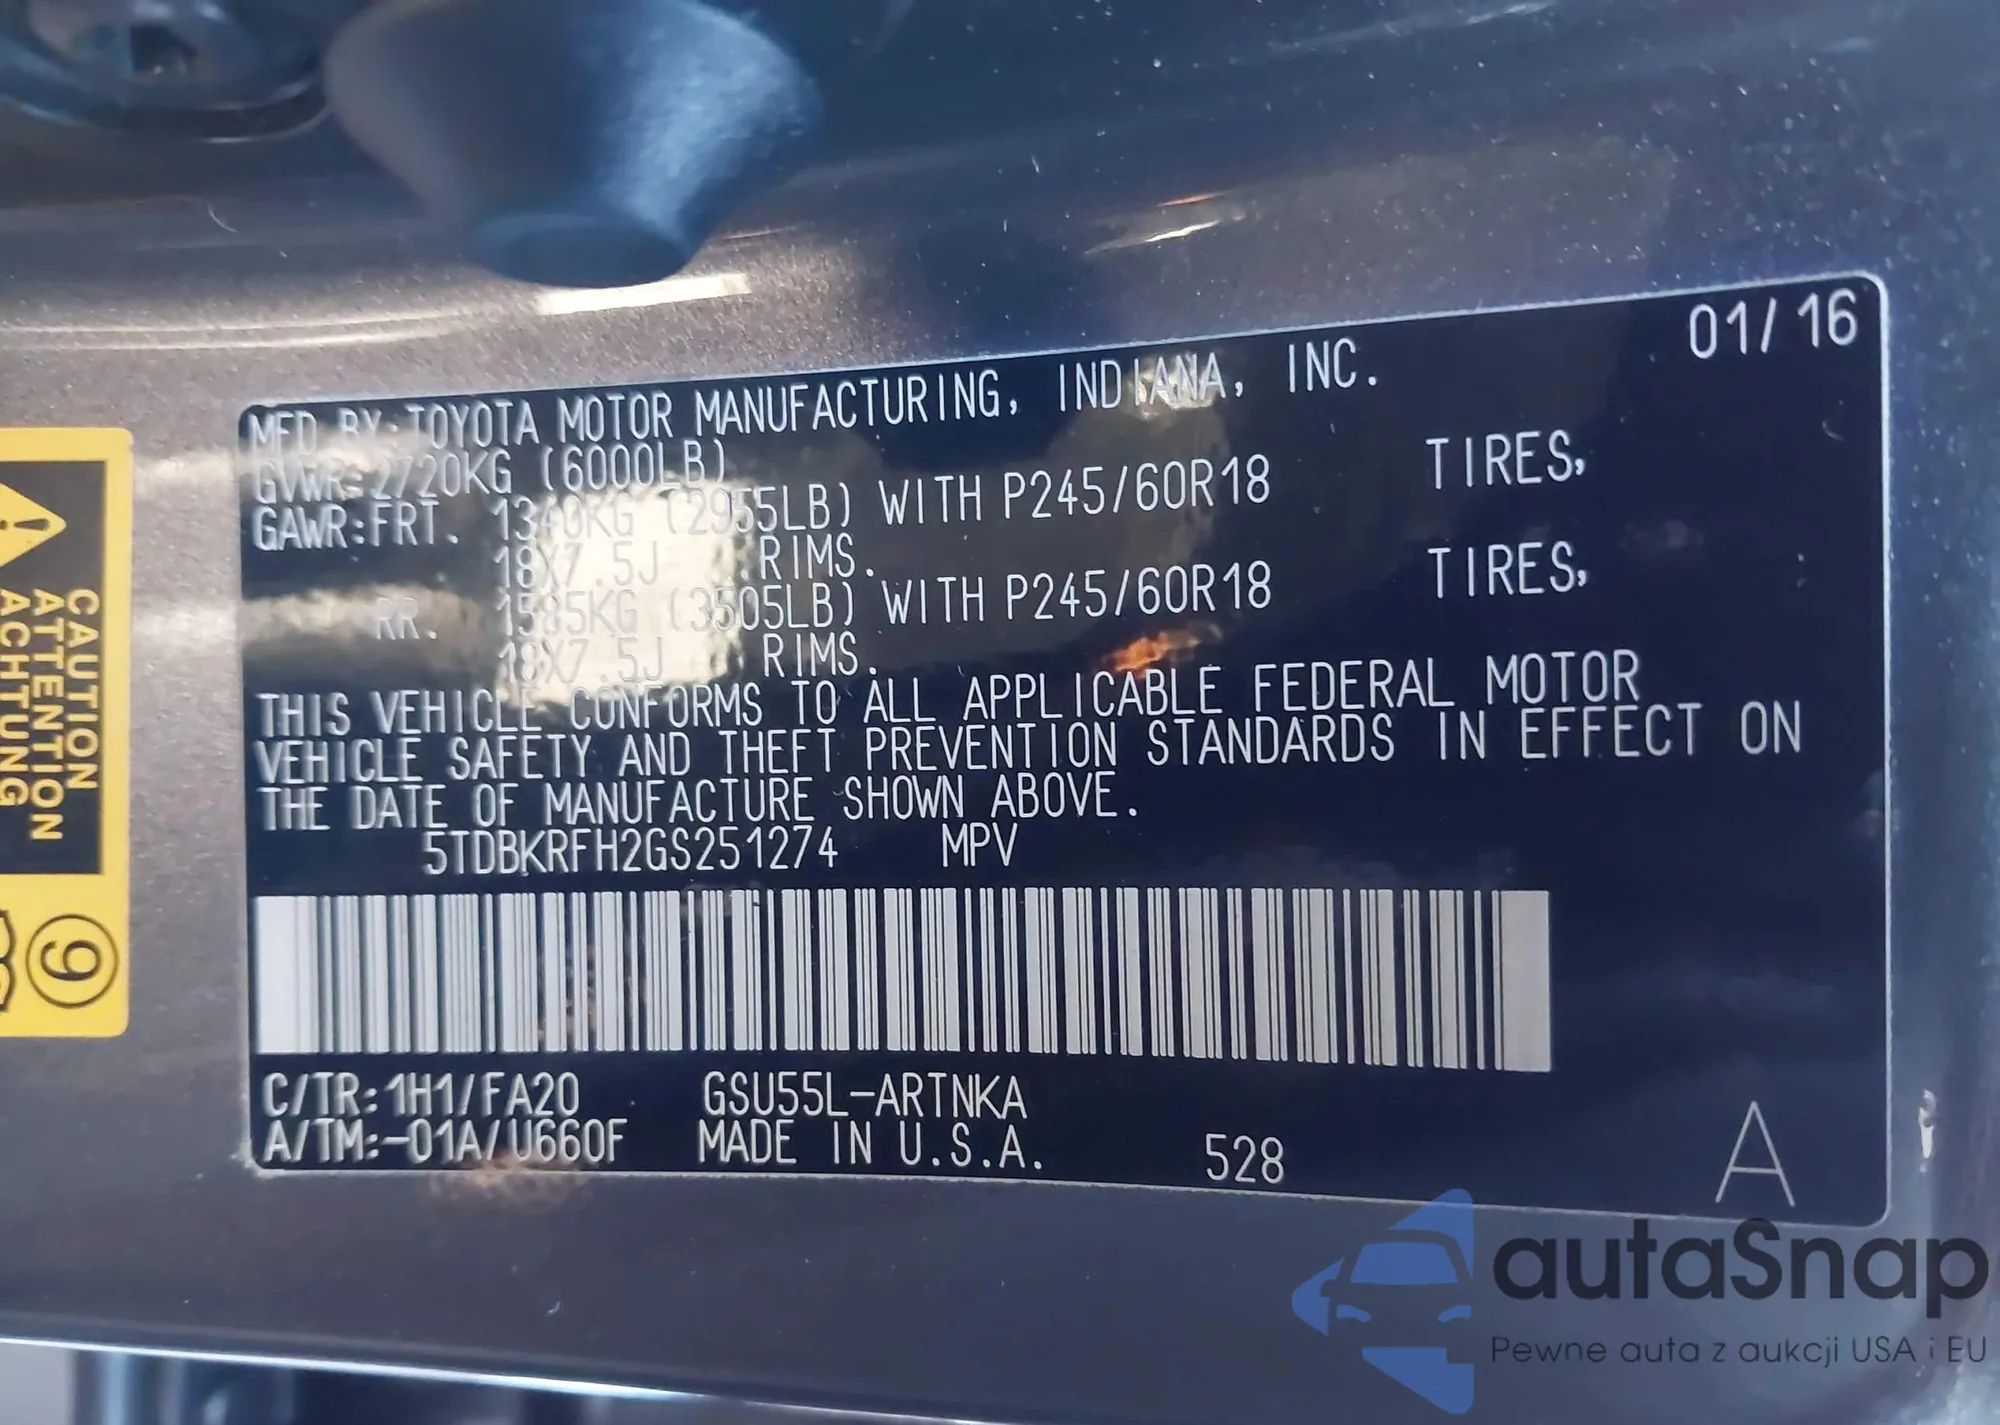 01/16
MFD BY:TOYOTA MOTOR MANUFACTURING, INDIANA, INC.
GVWR:2720KG (6000LB)
GAWR:FRT. 1340KG (2955LB) WITH P245/60R18 TIRES,
18X7.5J RIMS.
RR. 1585KG (3505LB) WITH P245/60R18 TIRES,
18X7.5J RIMS.
THIS VEHICLE CONFORMS TO ALL APPLICABLE FEDERAL MOTOR
VEHICLE SAFETY AND THEFT PREVENTION STANDARDS IN EFFECT ON
THE DATE OF MANUFACTURE SHOWN ABOVE.
5TDBKRFH2GS251274 MPV
C/TR:1H1/FA20 GSU55L-ARTNKA
A/TM:-01A/U660F MADE IN U.S.A. 528 A
CAUTION
ATTENTION
ACHTUNG
9
autaSnap
Pewne auta z aukcji USA i EU